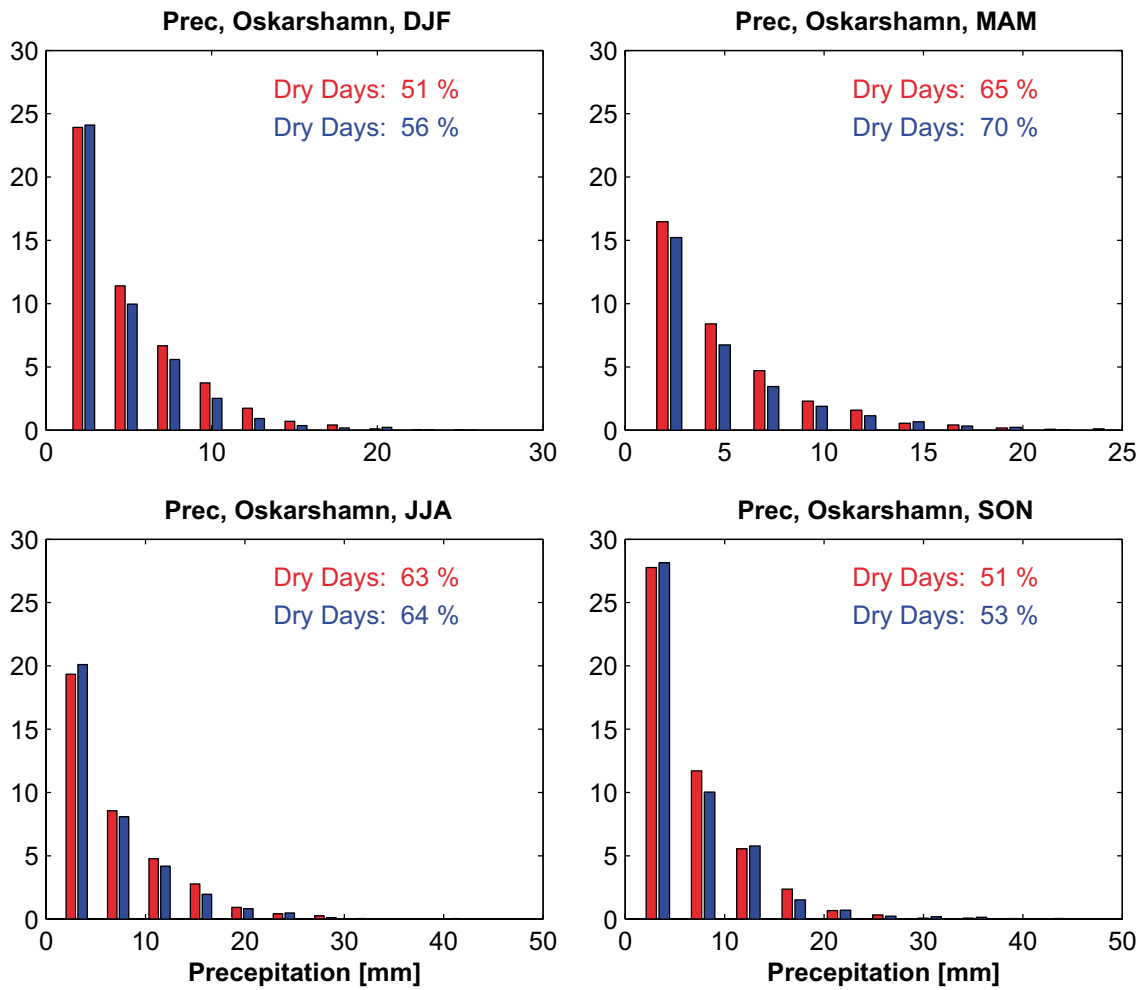 Prec, Oskarshamn, DJF
30
25
20
15
10
5
0
0 10 20 30
Dry Days: 51 %
Dry Days: 56 %
Prec, Oskarshamn, MAM
30
25
20
15
10
5
0
0 5 10 15 20 25
Dry Days: 65 %
Dry Days: 70 %
Prec, Oskarshamn, JJA
30
25
20
15
10
5
0
0 10 20 30 40 50
Dry Days: 63 %
Dry Days: 64 %
Precepitation [mm]
Prec, Oskarshamn, SON
30
25
20
15
10
5
0
0 10 20 30 40 50
Dry Days: 51 %
Dry Days: 53 %
Precepitation [mm]